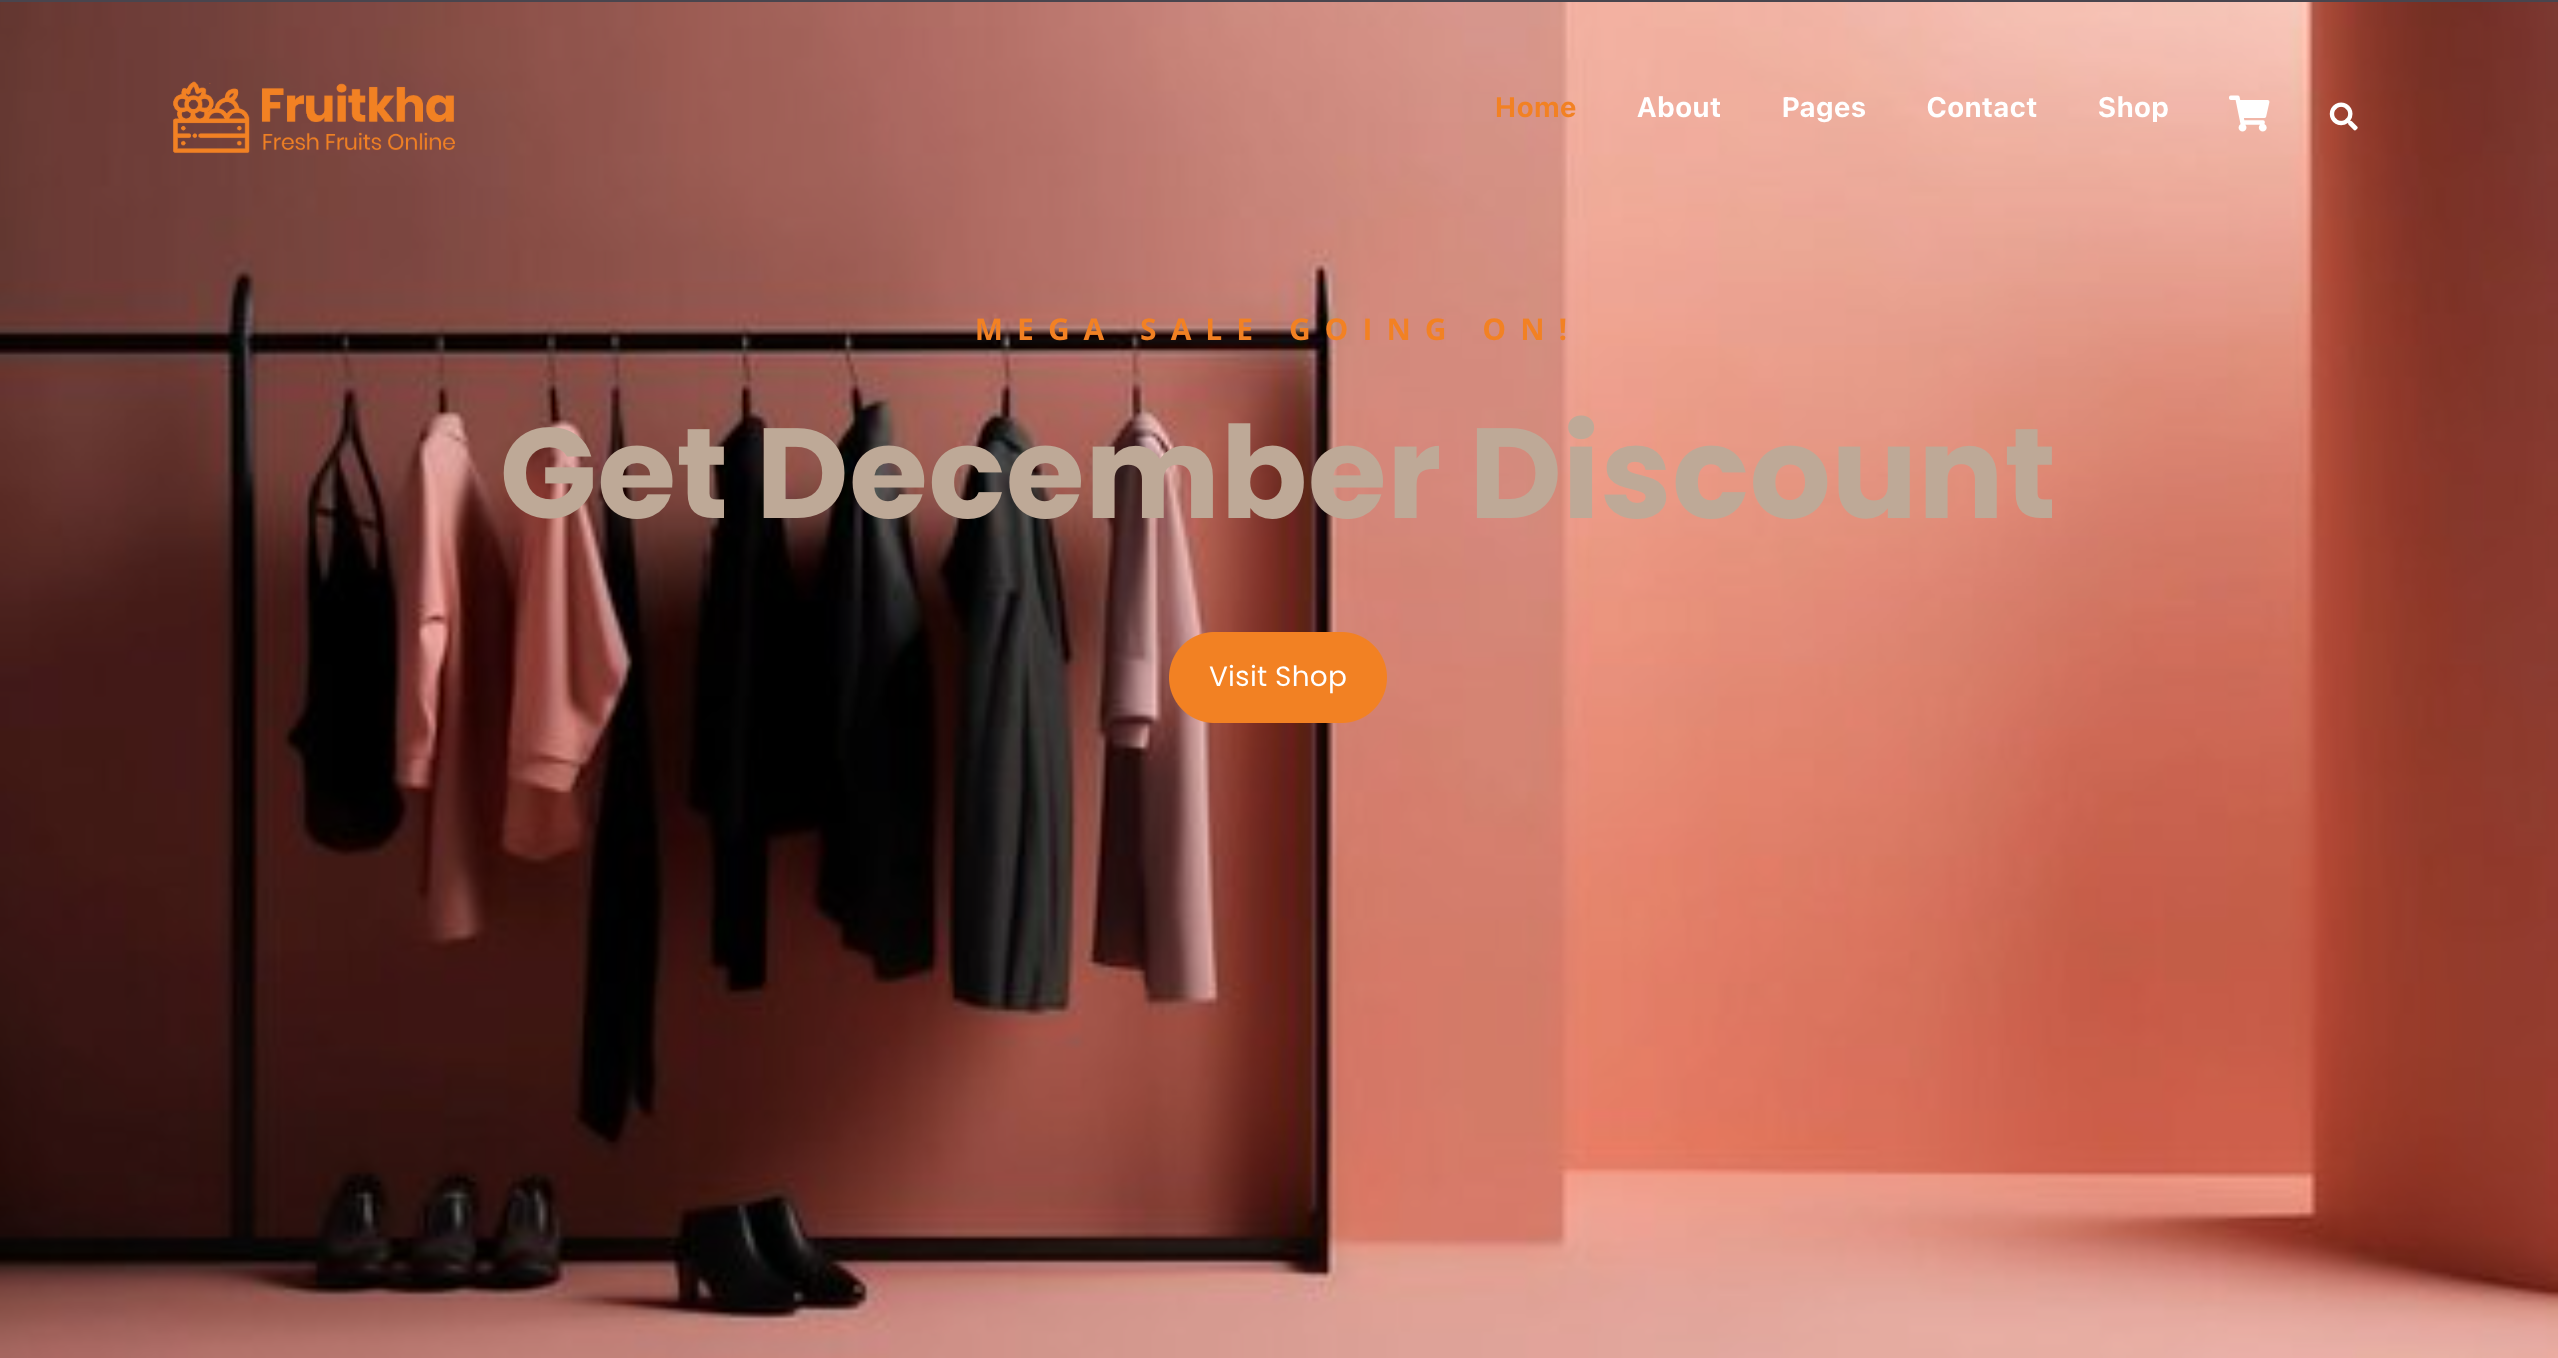 Fruitkha
Fresh Fruits Online
Home About Pages Contact Shop
MEGA SALE GOING ON!
Get December Discount
Visit Shop